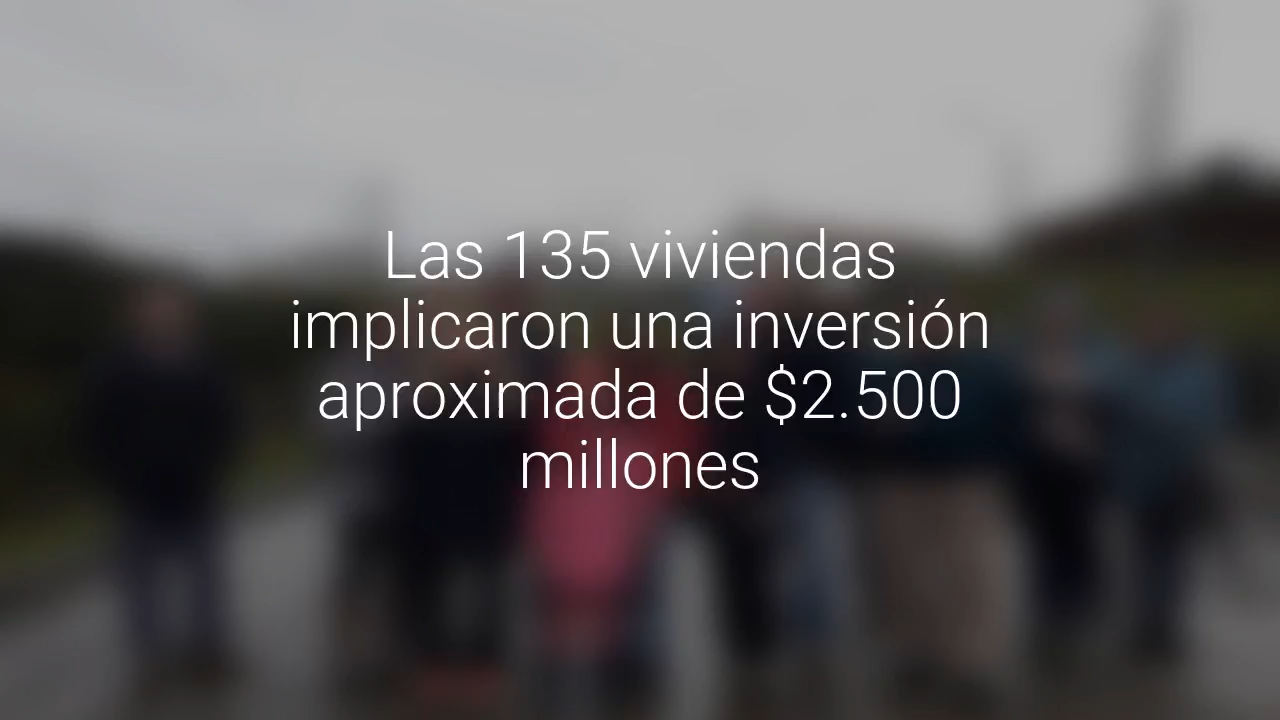 Las 135 viviendas
implicaron una inversión
aproximada de $2.500
millones